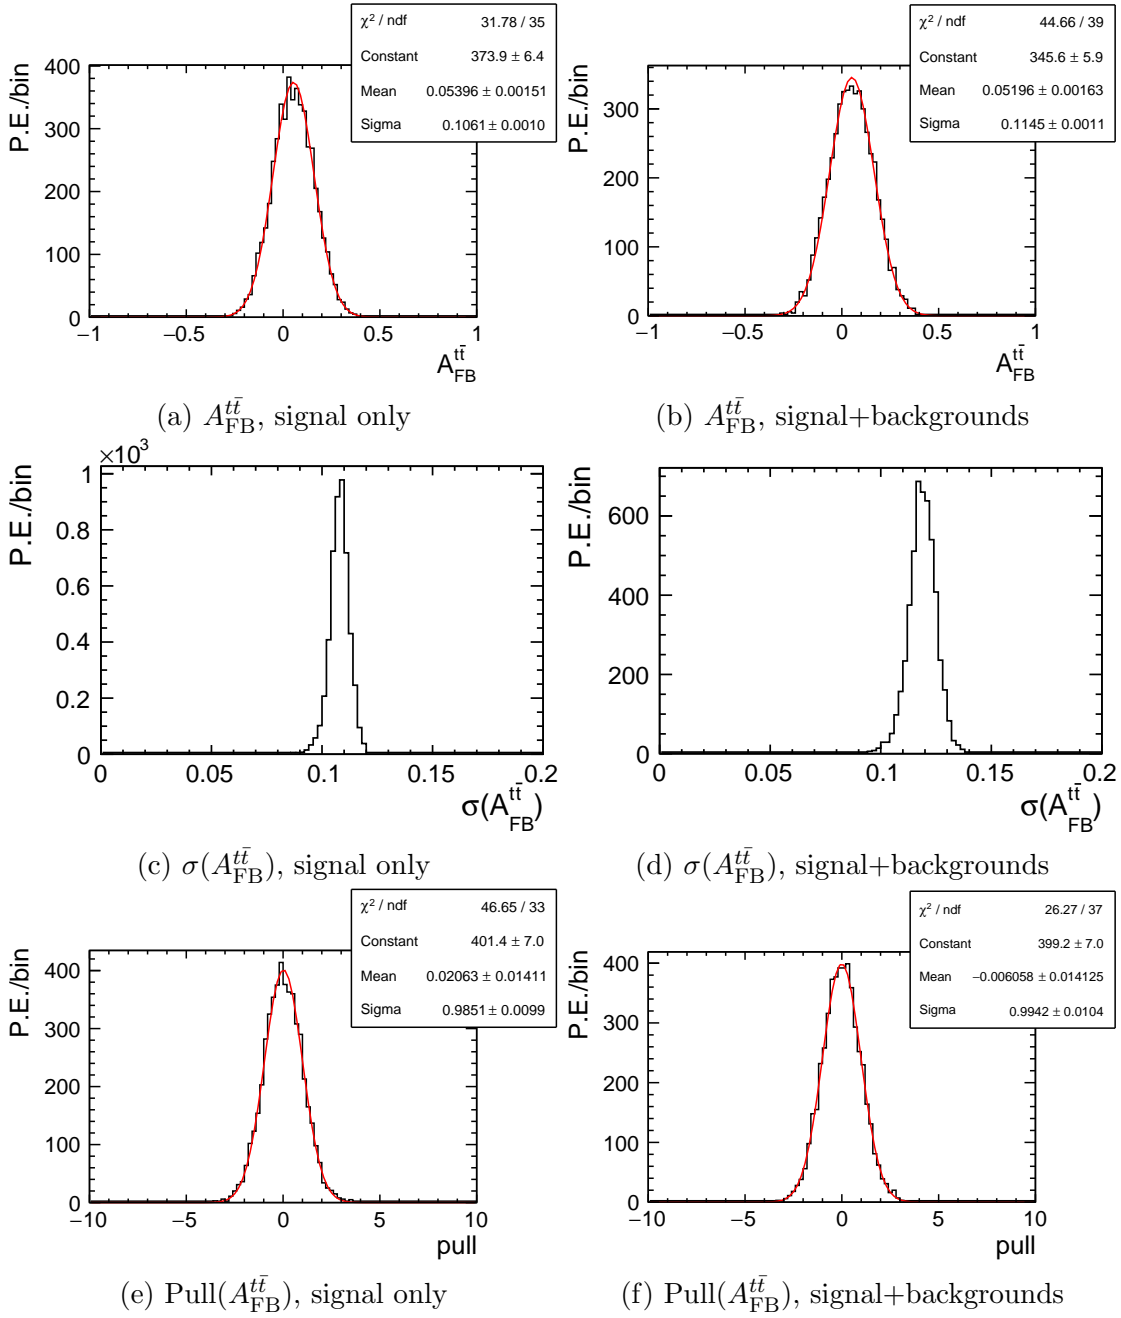 χ² / ndf 31.78 / 35
Constant 373.9 ± 6.4
Mean 0.05396 ± 0.00151
Sigma 0.1061 ± 0.0010
P.E./bin
400
300
200
100
0
−1 −0.5 0 0.5 1
A_FB^{tt̄}
(a) A_FB^{tt̄}, signal only
χ² / ndf 44.66 / 39
Constant 345.6 ± 5.9
Mean 0.05196 ± 0.00163
Sigma 0.1145 ± 0.0011
P.E./bin
300
200
100
0
−1 −0.5 0 0.5 1
A_FB^{tt̄}
(b) A_FB^{tt̄}, signal+backgrounds
×10³
P.E./bin
1
0.8
0.6
0.4
0.2
0
0 0.05 0.1 0.15 0.2
σ(A_FB^{tt̄})
(c) σ(A_FB^{tt̄}), signal only
P.E./bin
600
400
200
0
0 0.05 0.1 0.15 0.2
σ(A_FB^{tt̄})
(d) σ(A_FB^{tt̄}), signal+backgrounds
χ² / ndf 46.65 / 33
Constant 401.4 ± 7.0
Mean 0.02063 ± 0.01411
Sigma 0.9851 ± 0.0099
P.E./bin
400
300
200
100
0
−10 −5 0 5 10
pull
(e) Pull(A_FB^{tt̄}), signal only
χ² / ndf 26.27 / 37
Constant 399.2 ± 7.0
Mean −0.006058 ± 0.014125
Sigma 0.9942 ± 0.0104
P.E./bin
400
300
200
100
0
−10 −5 0 5 10
pull
(f) Pull(A_FB^{tt̄}), signal+backgrounds